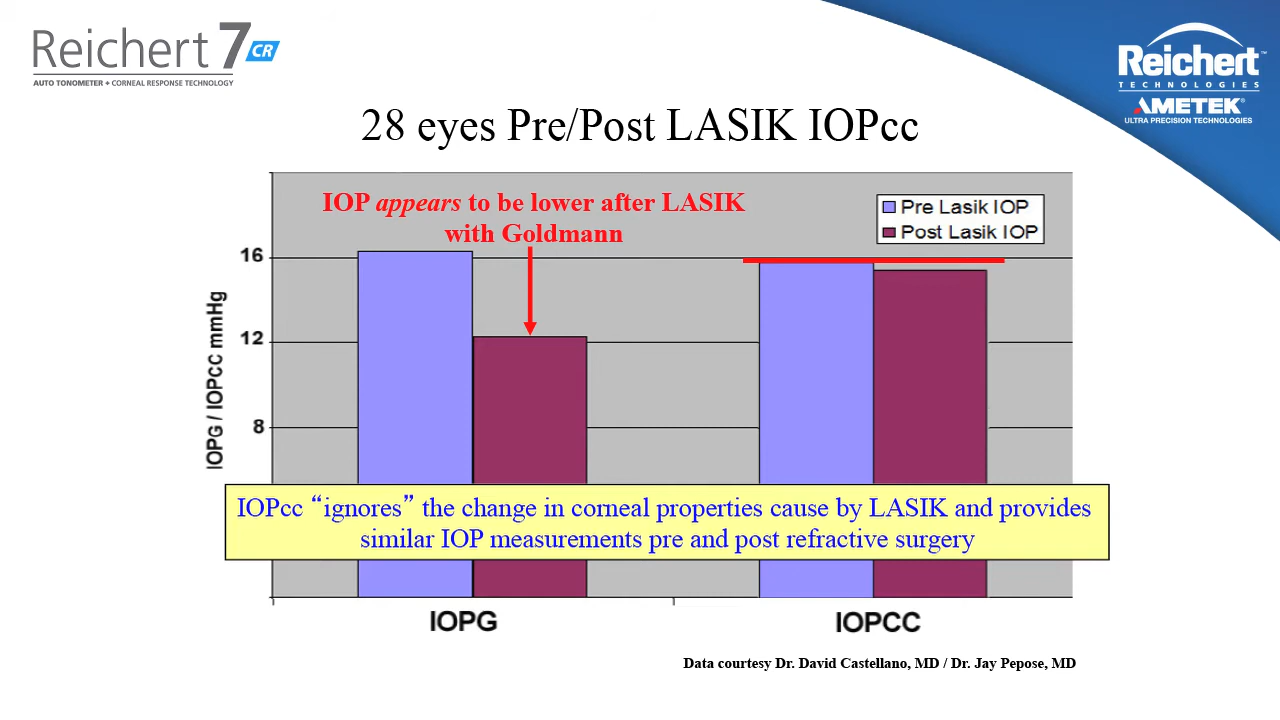 Reichert 7 CR
AUTO TONOMETER + CORNEAL RESPONSE TECHNOLOGY
Reichert™
TECHNOLOGIES
AMETEK®
ULTRA PRECISION TECHNOLOGIES
28 eyes Pre/Post LASIK IOPcc
IOP appears to be lower after LASIK
with Goldmann
Pre Lasik IOP
Post Lasik IOP
16
12
8
IOPG / IOPCC mmHg
IOPcc “ignores” the change in corneal properties cause by LASIK and provides
similar IOP measurements pre and post refractive surgery
IOPG
IOPCC
Data courtesy Dr. David Castellano, MD / Dr. Jay Pepose, MD